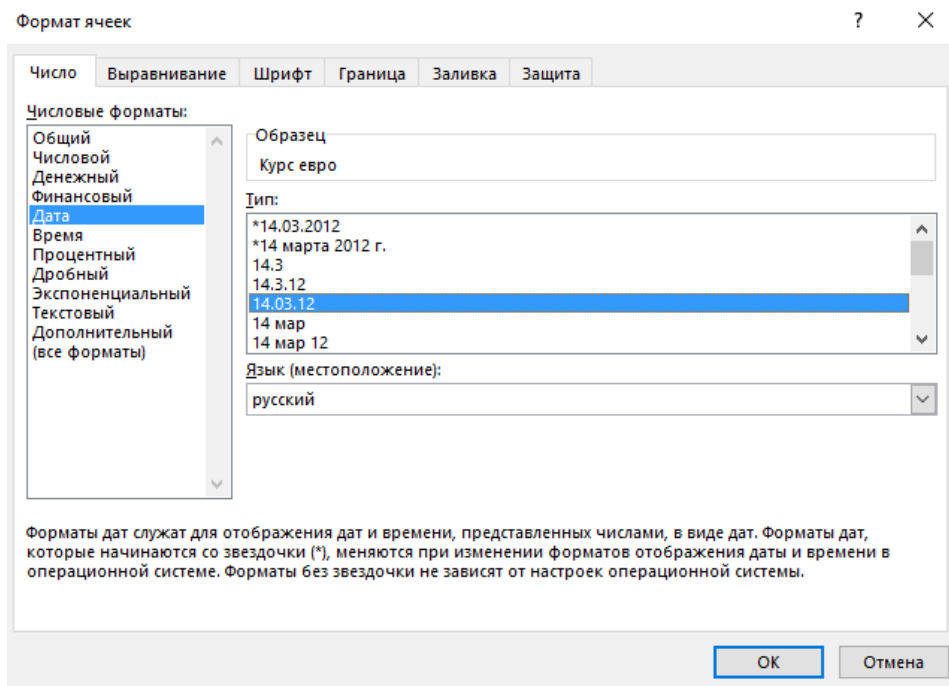 Формат ячеек
?
Число
Выравнивание
Шрифт
Граница
Заливка
Защита
Числовые форматы:
Общий
Числовой
Денежный
Финансовый
Дата
Время
Процентный
Дробный
Экспоненциальный
Текстовый
Дополнительный
(все форматы)
Образец
Курс евро
Тип:
*14.03.2012
*14 марта 2012 г.
14.3
14.3.12
14.03.12
14 мар
14 мар 12
Язык (местоположение):
русский
Форматы дат служат для отображения дат и времени, представленных числами, в виде дат. Форматы дат,
которые начинаются со звездочки (*), меняются при изменении форматов отображения даты и времени в
операционной системе. Форматы без звездочки не зависят от настроек операционной системы.
ОК
Отмена